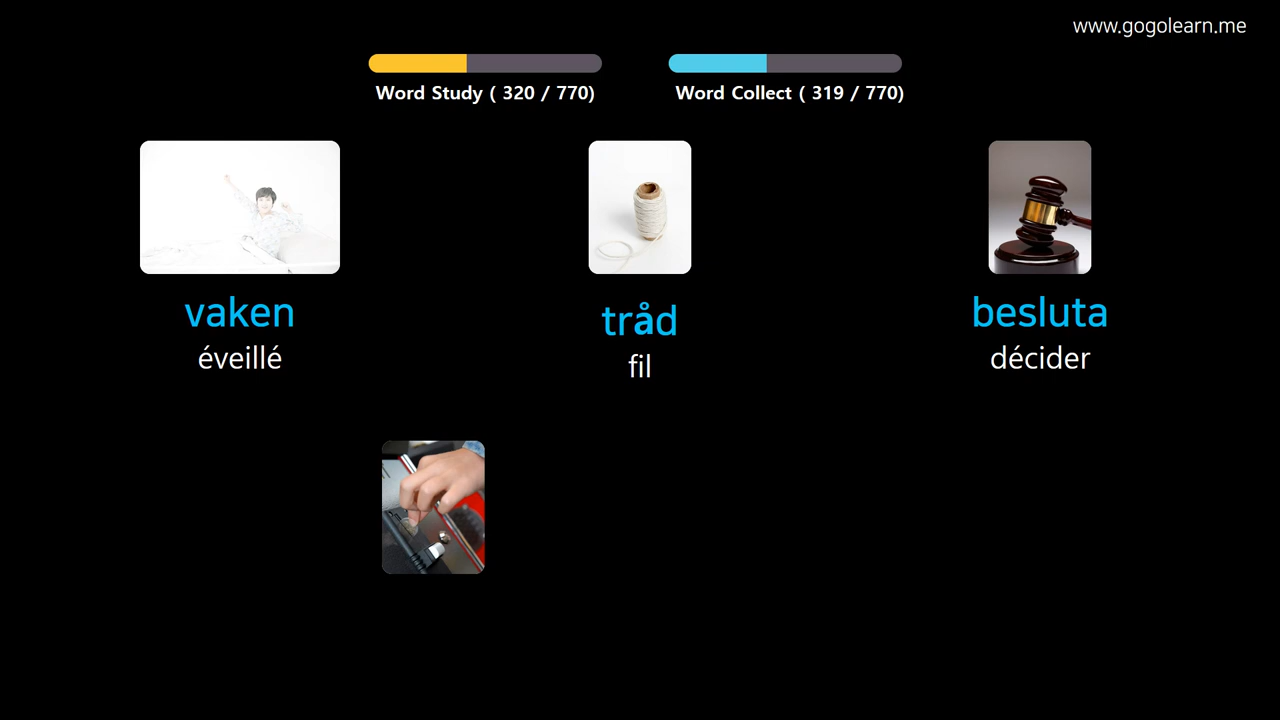 www.gogolearn.me
Word Study ( 320 / 770)
Word Collect ( 319 / 770)
vaken
tråd
besluta
éveillé
fil
décider